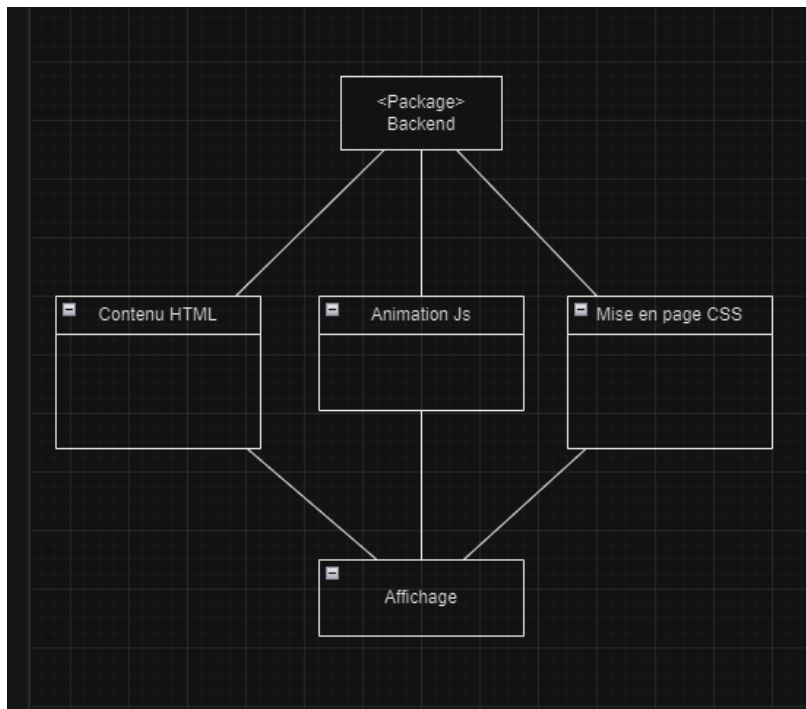 <Package>
Backend
Contenu HTML
Animation Js
Mise en page CSS
Affichage